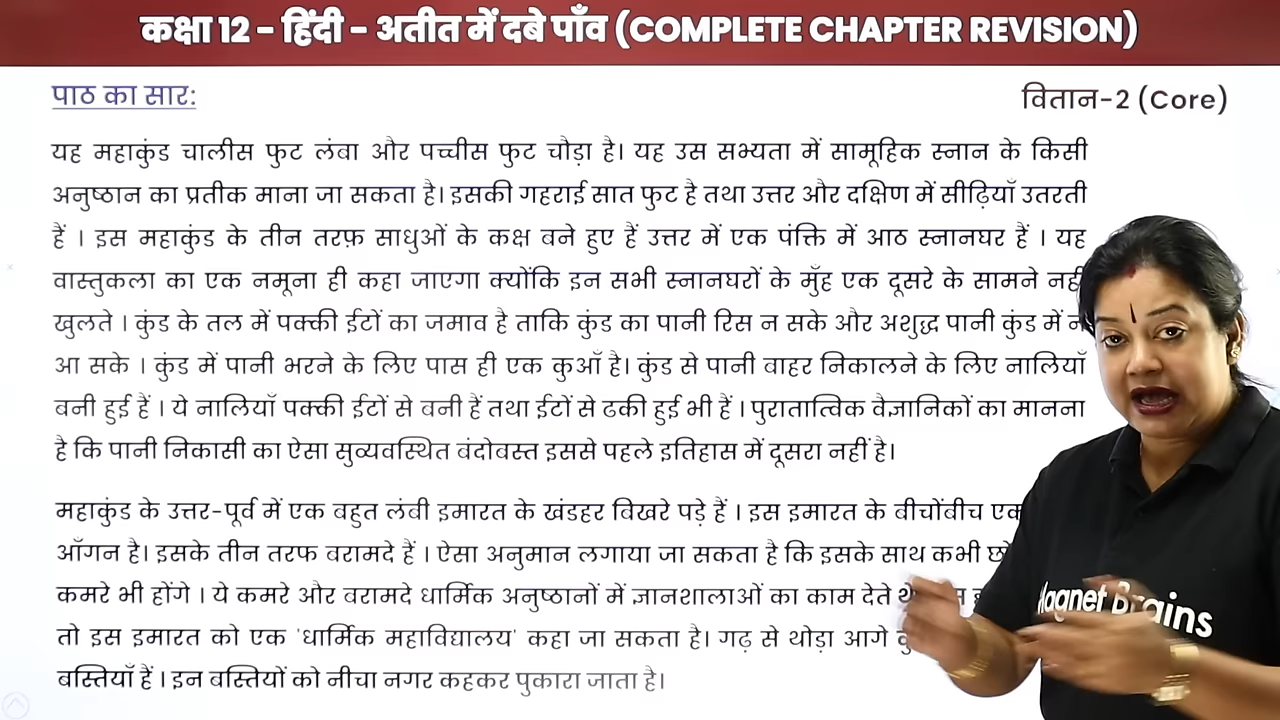 कक्षा 12 - हिंदी - अतीत में दबे पाँव (COMPLETE CHAPTER REVISION)
पाठ का सार:
वितान-2 (Core)
यह महाकुंड चालीस फुट लंबा और पच्चीस फुट चौड़ा है। यह उस सभ्यता में सामूहिक स्नान के किसी
अनुष्ठान का प्रतीक माना जा सकता है। इसकी गहराई सात फुट है तथा उत्तर और दक्षिण में सीढ़ियाँ उतरती
हैं । इस महाकुंड के तीन तरफ़ साधुओं के कक्ष बने हुए हैं उत्तर में एक पंक्ति में आठ स्नानघर हैं । यह
वास्तुकला का एक नमूना ही कहा जाएगा क्योंकि इन सभी स्नानघरों के मुँह एक दूसरे के सामने नहीं
खुलते । कुंड के तल में पक्की ईटों का जमाव है ताकि कुंड का पानी रिस न सके और अशुद्ध पानी कुंड में न
आ सके । कुंड में पानी भरने के लिए पास ही एक कुआँ है। कुंड से पानी बाहर निकालने के लिए नालियाँ
बनी हुई हैं । ये नालियाँ पक्की ईटों से बनी हैं तथा ईटों से ढकी हुई भी हैं । पुरातात्विक वैज्ञानिकों का मानना
है कि पानी निकासी का ऐसा सुव्यवस्थित बंदोबस्त इससे पहले इतिहास में दूसरा नहीं है।
महाकुंड के उत्तर-पूर्व में एक बहुत लंबी इमारत के खंडहर बिखरे पड़े हैं । इस इमारत के बीचोंबीच एक
आँगन है। इसके तीन तरफ बरामदे हैं । ऐसा अनुमान लगाया जा सकता है कि इसके साथ कभी
कमरे भी होंगे । ये कमरे और बरामदे धार्मिक अनुष्ठानों में ज्ञानशालाओं का काम देते
तो इस इमारत को एक 'धार्मिक महाविद्यालय' कहा जा सकता है। गढ़ से थोड़ा आगे
बस्तियाँ हैं । इन बस्तियों को नीचा नगर कहकर पुकारा जाता है।
Magnet Brains